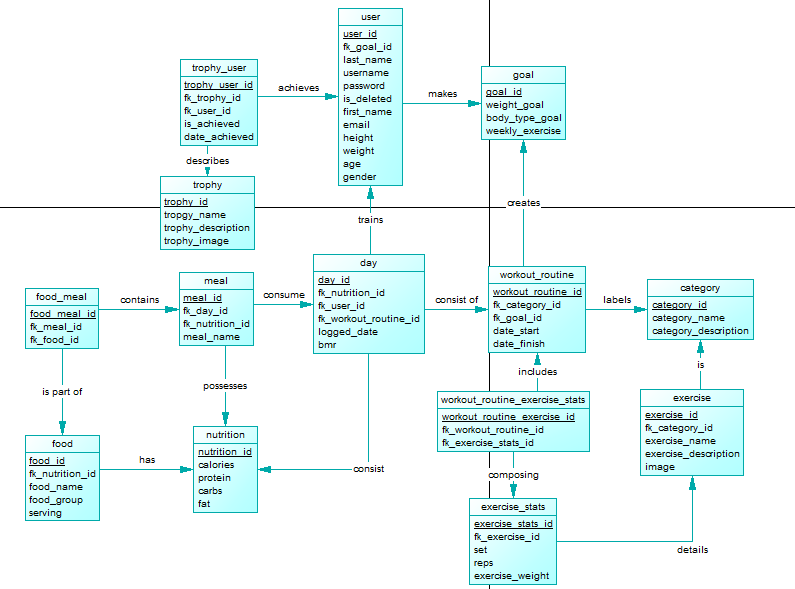 user
user_id
fk_goal_id
last_name
username
password
is_deleted
first_name
email
height
weight
age
gender
trophy_user
trophy_user_id
fk_trophy_id
fk_user_id
is_achieved
date_achieved
achieves
makes
goal
goal_id
weight_goal
body_type_goal
weekly_exercise
describes
trophy
trophy_id
tropgy_name
trophy_description
trophy_image
trains
creates
food_meal
food_meal_id
fk_meal_id
fk_food_id
contains
meal
meal_id
fk_day_id
fk_nutrition_id
meal_name
consume
day
day_id
fk_nutrition_id
fk_user_id
fk_workout_routine_id
logged_date
bmr
consist of
workout_routine
workout_routine_id
fk_category_id
fk_goal_id
date_start
date_finish
labels
category
category_id
category_name
category_description
is part of
possesses
includes
is
food
food_id
fk_nutrition_id
food_name
food_group
serving
has
nutrition
nutrition_id
calories
protein
carbs
fat
consist
workout_routine_exercise_stats
workout_routine_exercise_id
fk_workout_routine_id
fk_exercise_stats_id
exercise
exercise_id
fk_category_id
exercise_name
exercise_description
image
composing
exercise_stats
exercise_stats_id
fk_exercise_id
set
reps
exercise_weight
details